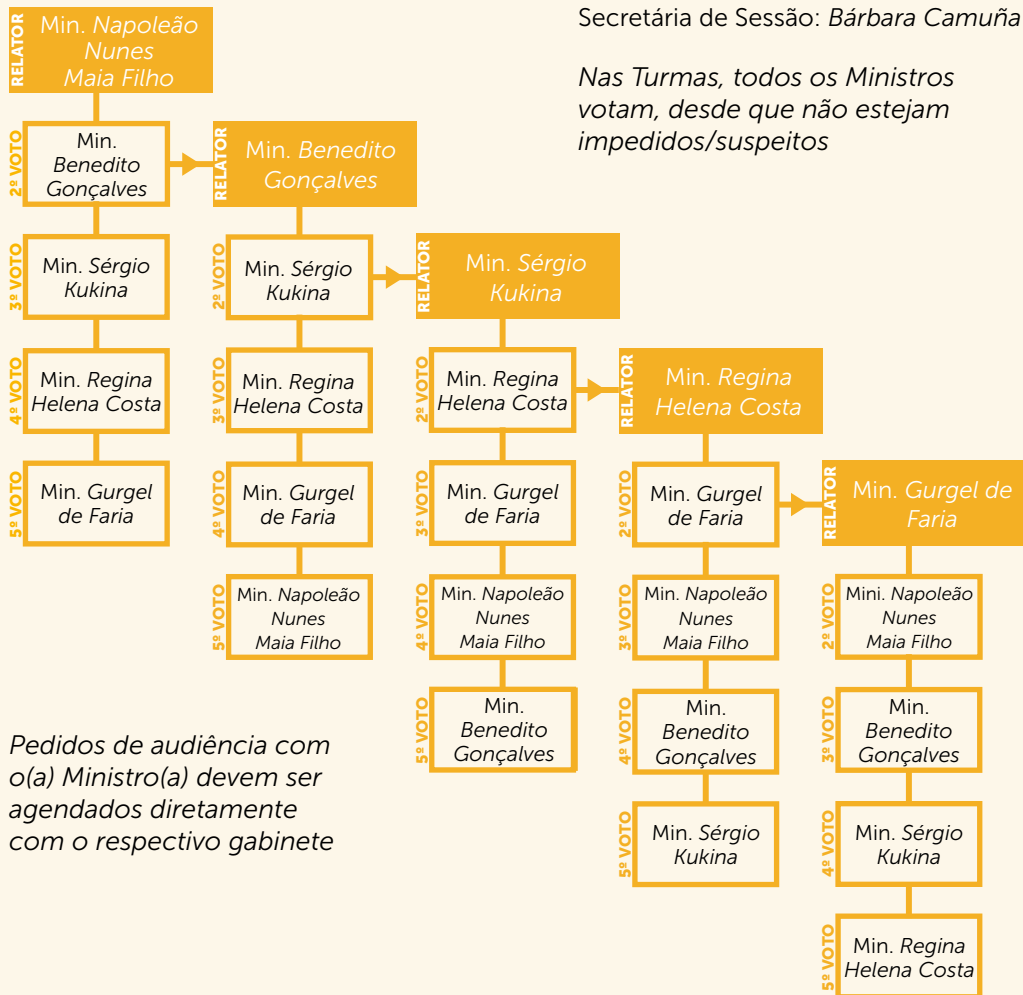 Secretária de Sessão: Bárbara Camuña
Nas Turmas, todos os Ministros
votam, desde que não estejam
impedidos/suspeitos
RELATOR
Min. Napoleão
Nunes
Maia Filho
2º VOTO
Min.
Benedito
Gonçalves
3º VOTO
Min. Sérgio
Kukina
4º VOTO
Min. Regina
Helena Costa
5º VOTO
Min. Gurgel
de Faria
RELATOR
Min. Benedito
Gonçalves
2º VOTO
Min. Sérgio
Kukina
3º VOTO
Min. Regina
Helena Costa
4º VOTO
Min. Gurgel
de Faria
5º VOTO
Min. Napoleão
Nunes
Maia Filho
RELATOR
Min. Sérgio
Kukina
2º VOTO
Min. Regina
Helena Costa
3º VOTO
Min. Gurgel
de Faria
4º VOTO
Min. Napoleão
Nunes
Maia Filho
5º VOTO
Min.
Benedito
Gonçalves
RELATOR
Min. Regina
Helena Costa
2º VOTO
Min. Gurgel
de Faria
3º VOTO
Min. Napoleão
Nunes
Maia Filho
4º VOTO
Min.
Benedito
Gonçalves
5º VOTO
Min. Sérgio
Kukina
RELATOR
Min. Gurgel de
Faria
2º VOTO
Mini. Napoleão
Nunes
Maia Filho
3º VOTO
Min.
Benedito
Gonçalves
4º VOTO
Min. Sérgio
Kukina
5º VOTO
Min. Regina
Helena Costa
Pedidos de audiência com
o(a) Ministro(a) devem ser
agendados diretamente
com o respectivo gabinete